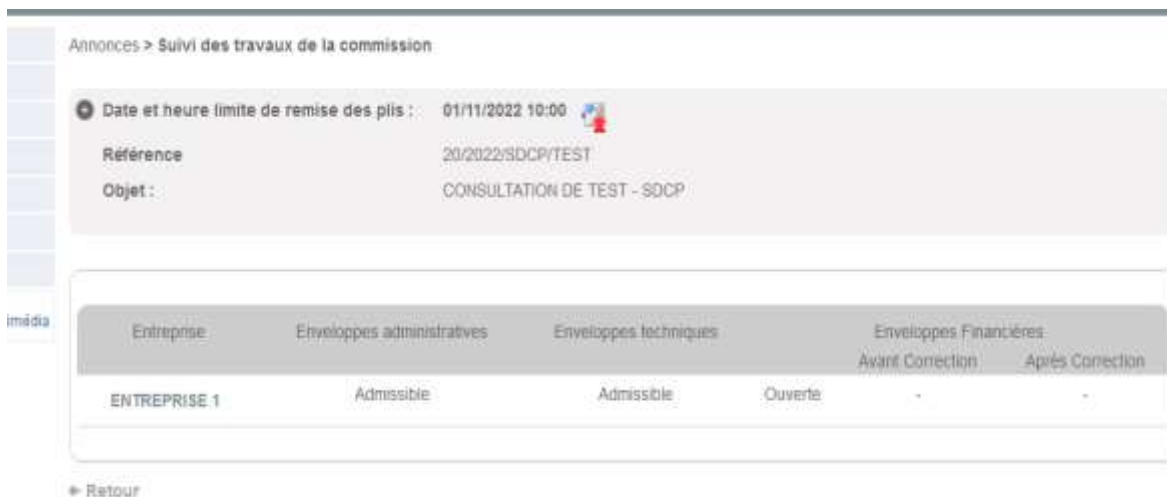 Annonces > Suivi des travaux de la commission
Date et heure limite de remise des plis : 01/11/2022 10:00
Référence 20/2022/SDCP/TEST
Objet : CONSULTATION DE TEST - SDCP
imédia
Entreprise Enveloppes administratives Enveloppes techniques Enveloppes Financières
Avant Correction Après Correction
ENTREPRISE 1 Admissible Admissible Ouverte - -
Retour